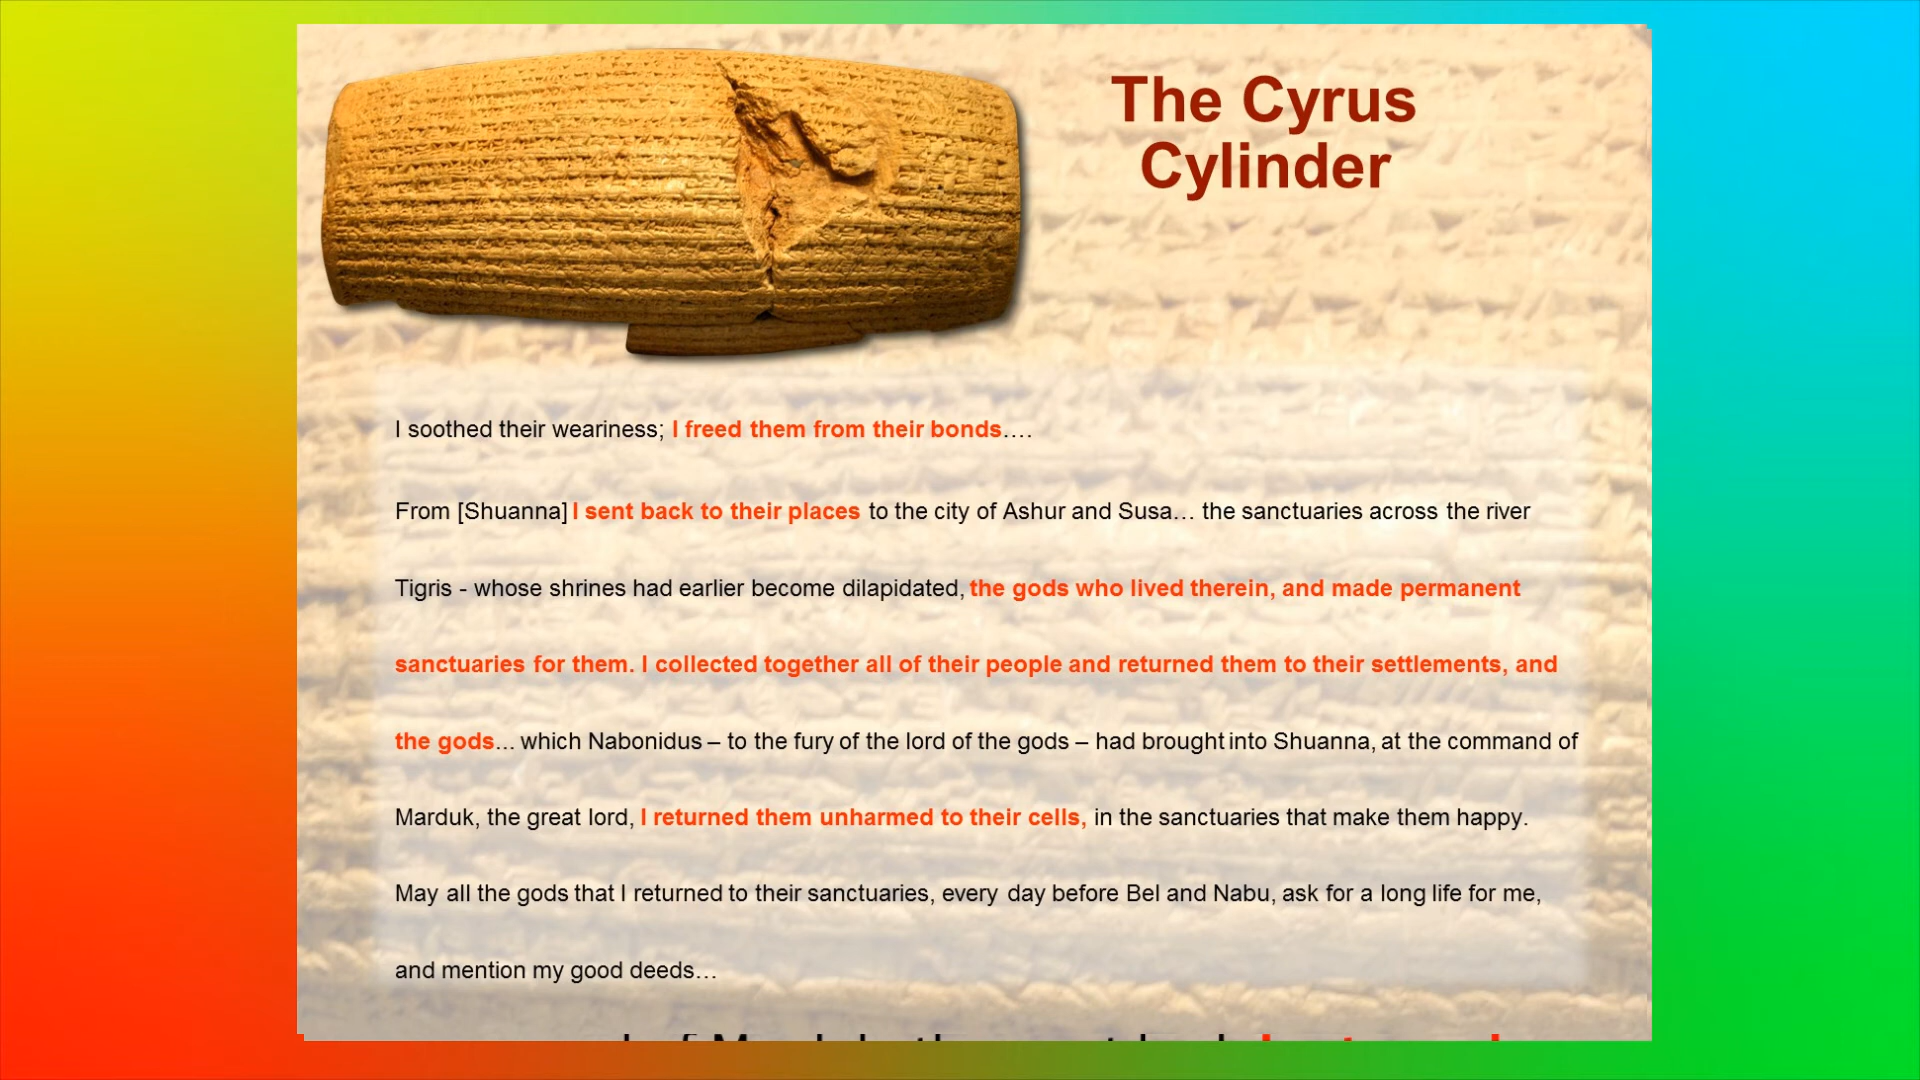 The Cyrus
Cylinder
I soothed their weariness; I freed them from their bonds….
From [Shuanna] I sent back to their places to the city of Ashur and Susa… the sanctuaries across the river
Tigris - whose shrines had earlier become dilapidated, the gods who lived therein, and made permanent
sanctuaries for them. I collected together all of their people and returned them to their settlements, and
the gods... which Nabonidus – to the fury of the lord of the gods – had brought into Shuanna, at the command of
Marduk, the great lord, I returned them unharmed to their cells, in the sanctuaries that make them happy.
May all the gods that I returned to their sanctuaries, every day before Bel and Nabu, ask for a long life for me,
and mention my good deeds…